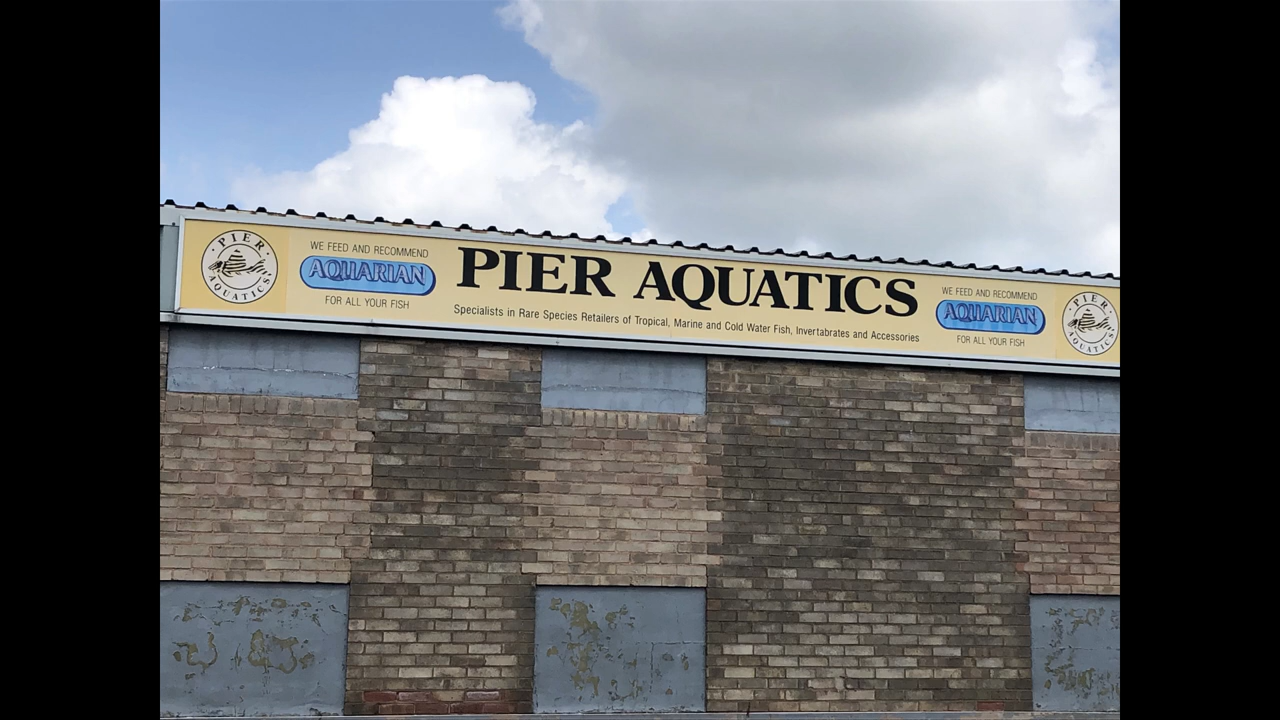 PIER AQUATICS
WE FEED AND RECOMMEND
AQUARIAN
FOR ALL YOUR FISH
PIER AQUATICS
Specialists in Rare Species Retailers of Tropical, Marine and Cold Water Fish, Invertabrates and Accessories
WE FEED AND RECOMMEND
AQUARIAN
FOR ALL YOUR FISH
PIER AQUATICS